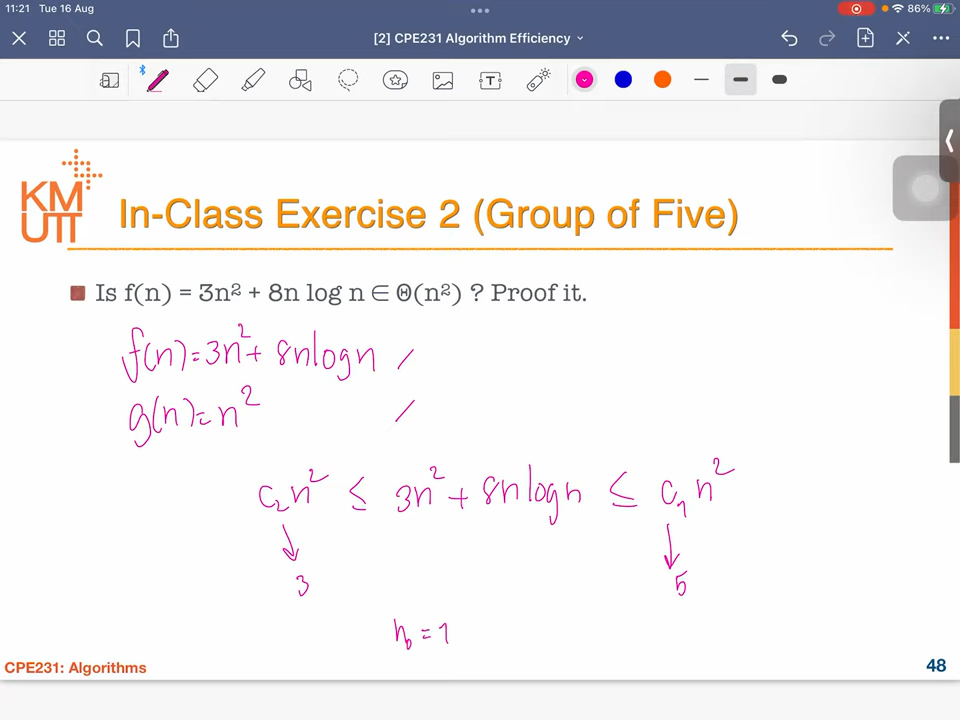 11:21 Tue 16 Aug
86%
[2] CPE231 Algorithm Efficiency
T
KM
UTT
In-Class Exercise 2 (Group of Five)
Is f(n) = 3n² + 8n log n ∈ Θ(n²) ? Proof it.
f(n) = 3n² + 8nlogn /
g(n) = n² /
c₂n² ≤ 3n² + 8nlogn ≤ c₁n²
3 5
n₀ = 1
CPE231: Algorithms
48